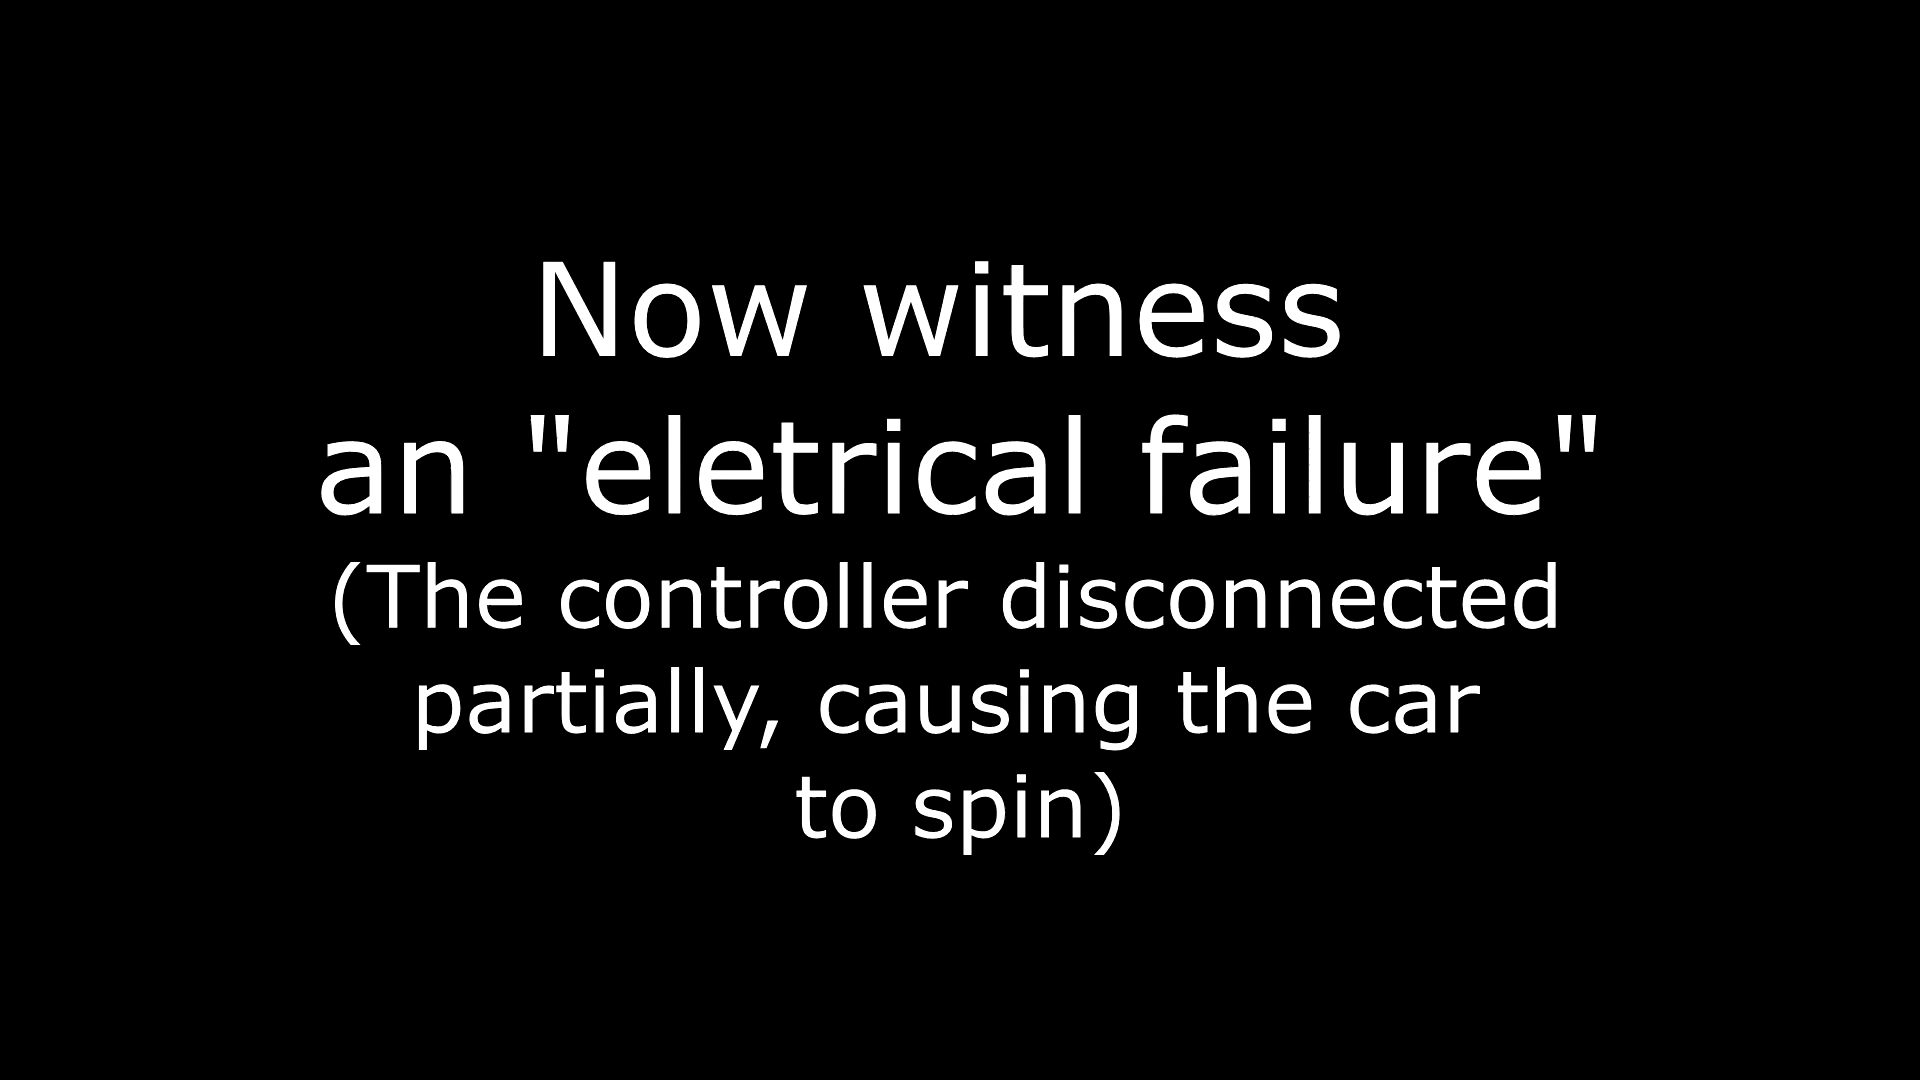 Now witness
an "eletrical failure"
(The controller disconnected
partially, causing the car
to spin)